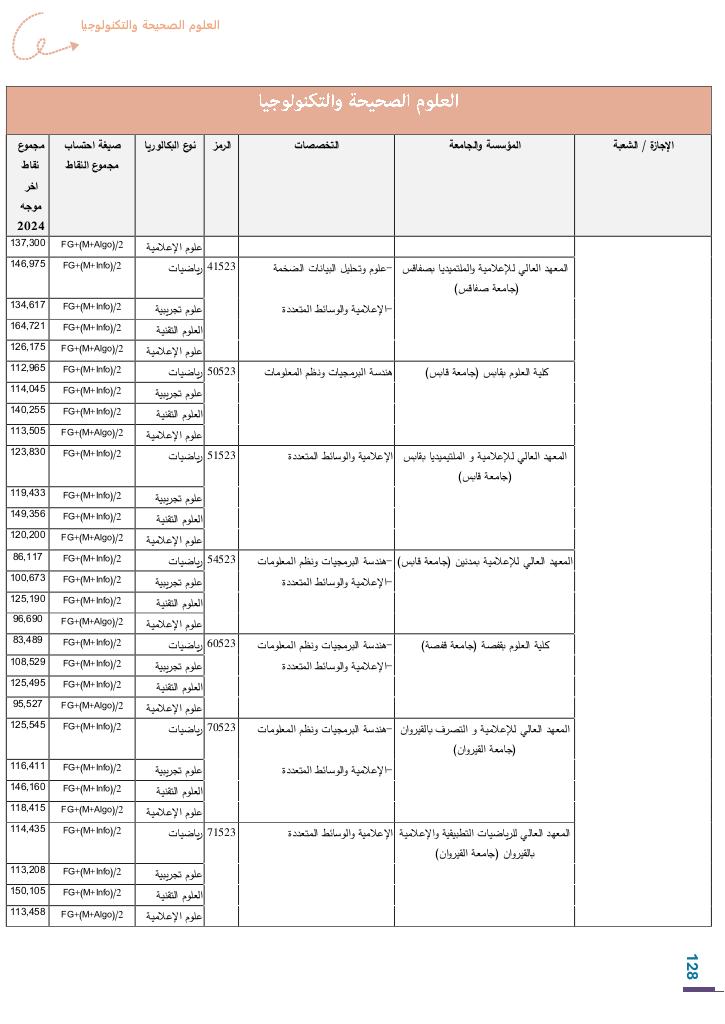 العلوم الصحيحة والتكنولوجيا
العلوم الصحيحة والتكنولوجيا
الإجازة / الشعبة | المؤسسة والجامعة | التخصصات | الرمز | نوع البكالوريا | صيغة احتساب مجموع النقاط | مجموع نقاط اخر موجه 2024
علوم الإعلامية | FG+(M+Algo)/2 | 137,300
المعهد العالي للإعلامية والملتميديا بصفاقس (جامعة صفاقس) | –علوم وتحليل البيانات الضخمة | 41523 | رياضيات | FG+(M+Info)/2 | 146,975
–الإعلامية والوسائط المتعددة | علوم تجريبية | FG+(M+Info)/2 | 134,617
العلوم التقنية | FG+(M+Info)/2 | 164,721
علوم الإعلامية | FG+(M+Algo)/2 | 126,175
كلية العلوم بقابس (جامعة قابس) | هندسة البرمجيات ونظم المعلومات | 50523 | رياضيات | FG+(M+Info)/2 | 112,965
علوم تجريبية | FG+(M+Info)/2 | 114,045
العلوم التقنية | FG+(M+Info)/2 | 140,255
علوم الإعلامية | FG+(M+Algo)/2 | 113,505
المعهد العالي للإعلامية و الملتيميديا بقابس (جامعة قابس) | الإعلامية والوسائط المتعددة | 51523 | رياضيات | FG+(M+Info)/2 | 123,830
علوم تجريبية | FG+(M+Info)/2 | 119,433
العلوم التقنية | FG+(M+Info)/2 | 149,356
علوم الإعلامية | FG+(M+Algo)/2 | 120,200
المعهد العالي للإعلامية بمدنين (جامعة قابس) | –هندسة البرمجيات ونظم المعلومات | 54523 | رياضيات | FG+(M+Info)/2 | 86,117
–الإعلامية والوسائط المتعددة | علوم تجريبية | FG+(M+Info)/2 | 100,673
العلوم التقنية | FG+(M+Info)/2 | 125,190
علوم الإعلامية | FG+(M+Algo)/2 | 96,690
كلية العلوم بقفصة (جامعة قفصة) | –هندسة البرمجيات ونظم المعلومات | 60523 | رياضيات | FG+(M+Info)/2 | 83,489
–الإعلامية والوسائط المتعددة | علوم تجريبية | FG+(M+Info)/2 | 108,529
العلوم التقنية | FG+(M+Info)/2 | 125,495
علوم الإعلامية | FG+(M+Algo)/2 | 95,527
المعهد العالي للإعلامية و التصرف بالقيروان (جامعة القيروان) | –هندسة البرمجيات ونظم المعلومات | 70523 | رياضيات | FG+(M+Info)/2 | 125,545
–الإعلامية والوسائط المتعددة | علوم تجريبية | FG+(M+Info)/2 | 116,411
العلوم التقنية | FG+(M+Info)/2 | 146,160
علوم الإعلامية | FG+(M+Algo)/2 | 118,415
المعهد العالي للرياضيات التطبيقية والإعلامية بالقيروان (جامعة القيروان) | الإعلامية والوسائط المتعددة | 71523 | رياضيات | FG+(M+Info)/2 | 114,435
علوم تجريبية | FG+(M+Info)/2 | 113,208
العلوم التقنية | FG+(M+Info)/2 | 150,105
علوم الإعلامية | FG+(M+Algo)/2 | 113,458
128